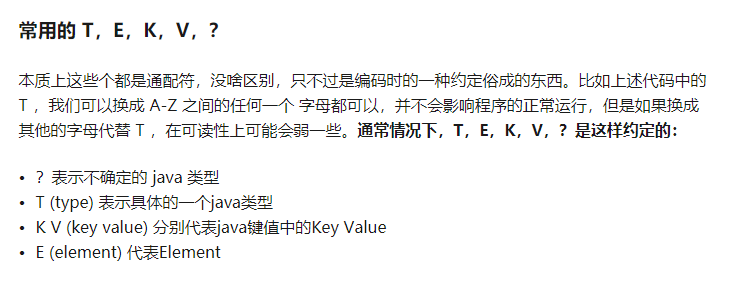 常用的 T，E，K，V，？
本质上这些个都是通配符，没啥区别，只不过是编码时的一种约定俗成的东西。比如上述代码中的
T ，我们可以换成 A-Z 之间的任何一个 字母都可以，并不会影响程序的正常运行，但是如果换成
其他的字母代替 T ，在可读性上可能会弱一些。通常情况下，T，E，K，V，？是这样约定的：
• ？表示不确定的 java 类型
• T (type) 表示具体的一个java类型
• K V (key value) 分别代表java键值中的Key Value
• E (element) 代表Element